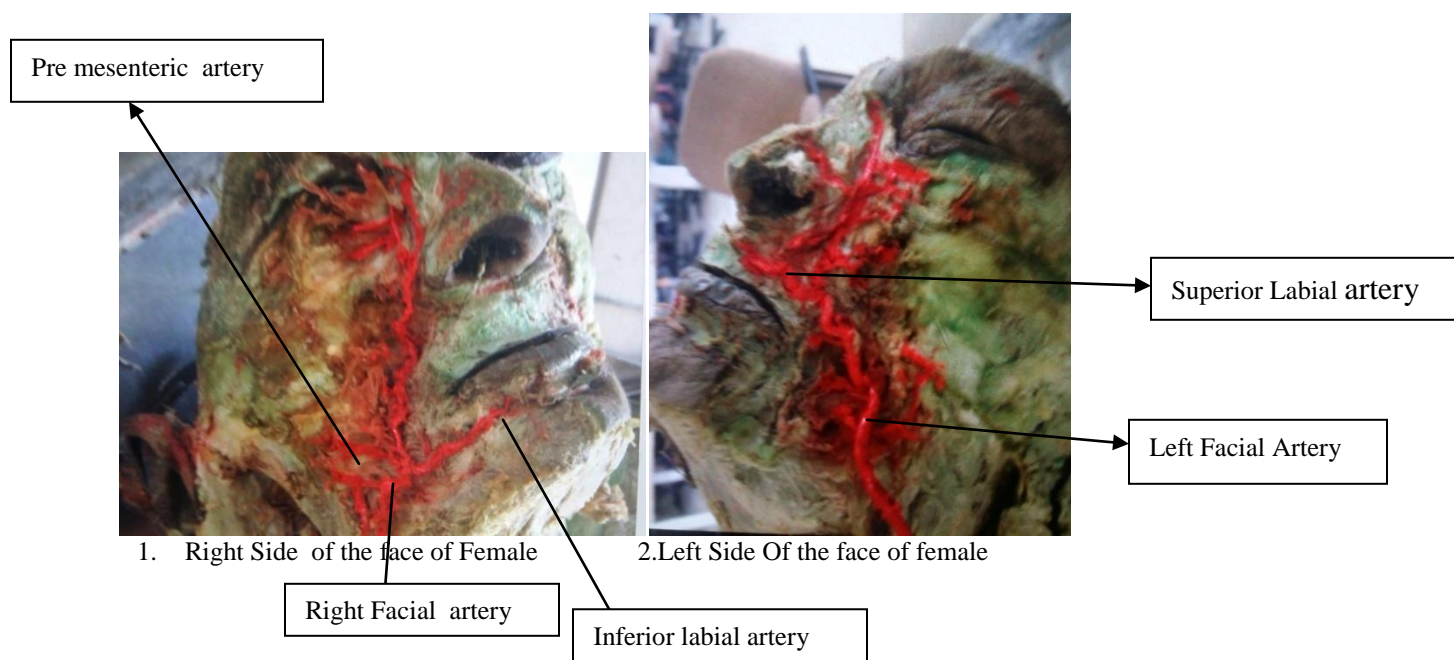 Pre mesenteric artery
Superior Labial artery
Left Facial Artery
1. Right Side of the face of Female
2.Left Side Of the face of female
Right Facial artery
Inferior labial artery